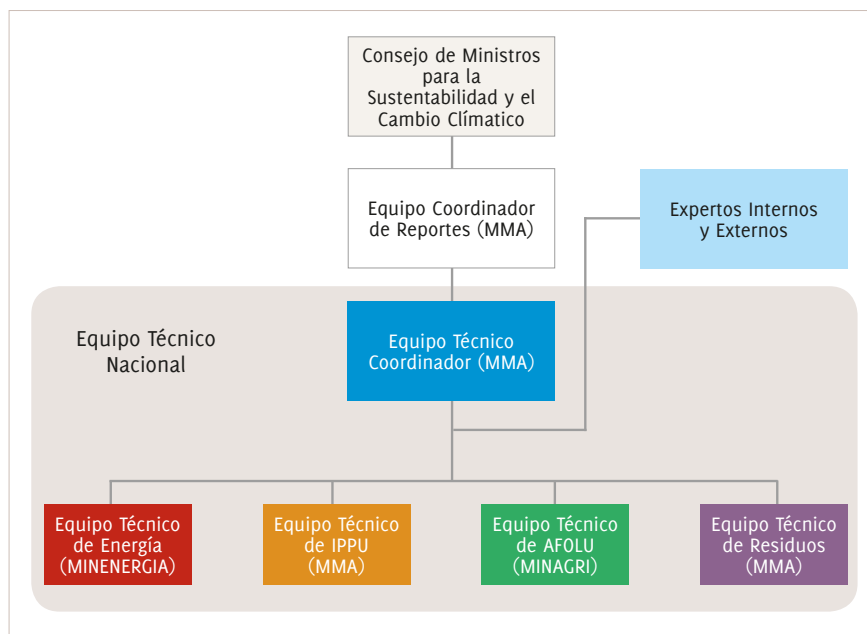 Consejo de Ministros
para la
Sustentabilidad y el
Cambio Clímatico
Equipo Coordinador
de Reportes (MMA)
Expertos Internos
y Externos
Equipo Técnico
Nacional
Equipo Técnico
Coordinador (MMA)
Equipo Técnico
de Energía
(MINENERGIA)
Equipo Técnico
de IPPU
(MMA)
Equipo Técnico
de AFOLU
(MINAGRI)
Equipo Técnico
de Residuos
(MMA)